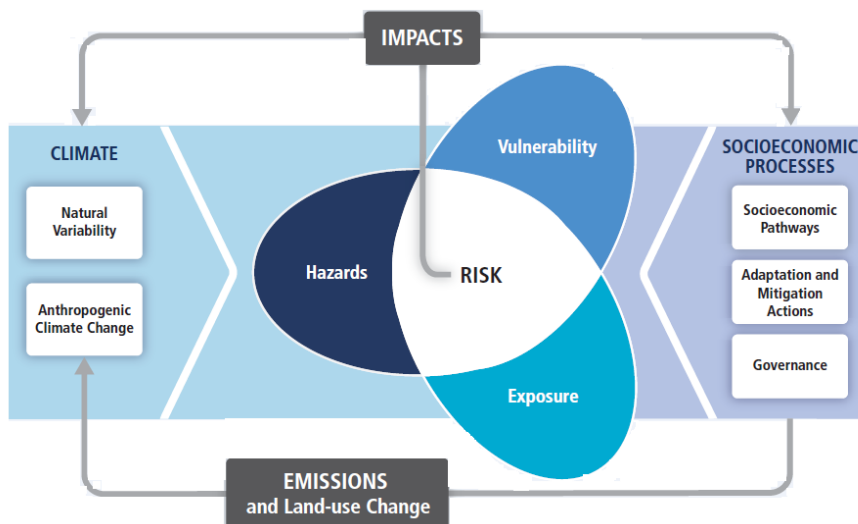 IMPACTS
CLIMATE
Natural
Variability
Anthropogenic
Climate Change
Vulnerability
Hazards
RISK
Exposure
SOCIOECONOMIC
PROCESSES
Socioeconomic
Pathways
Adaptation and
Mitigation
Actions
Governance
EMISSIONS
and Land-use Change